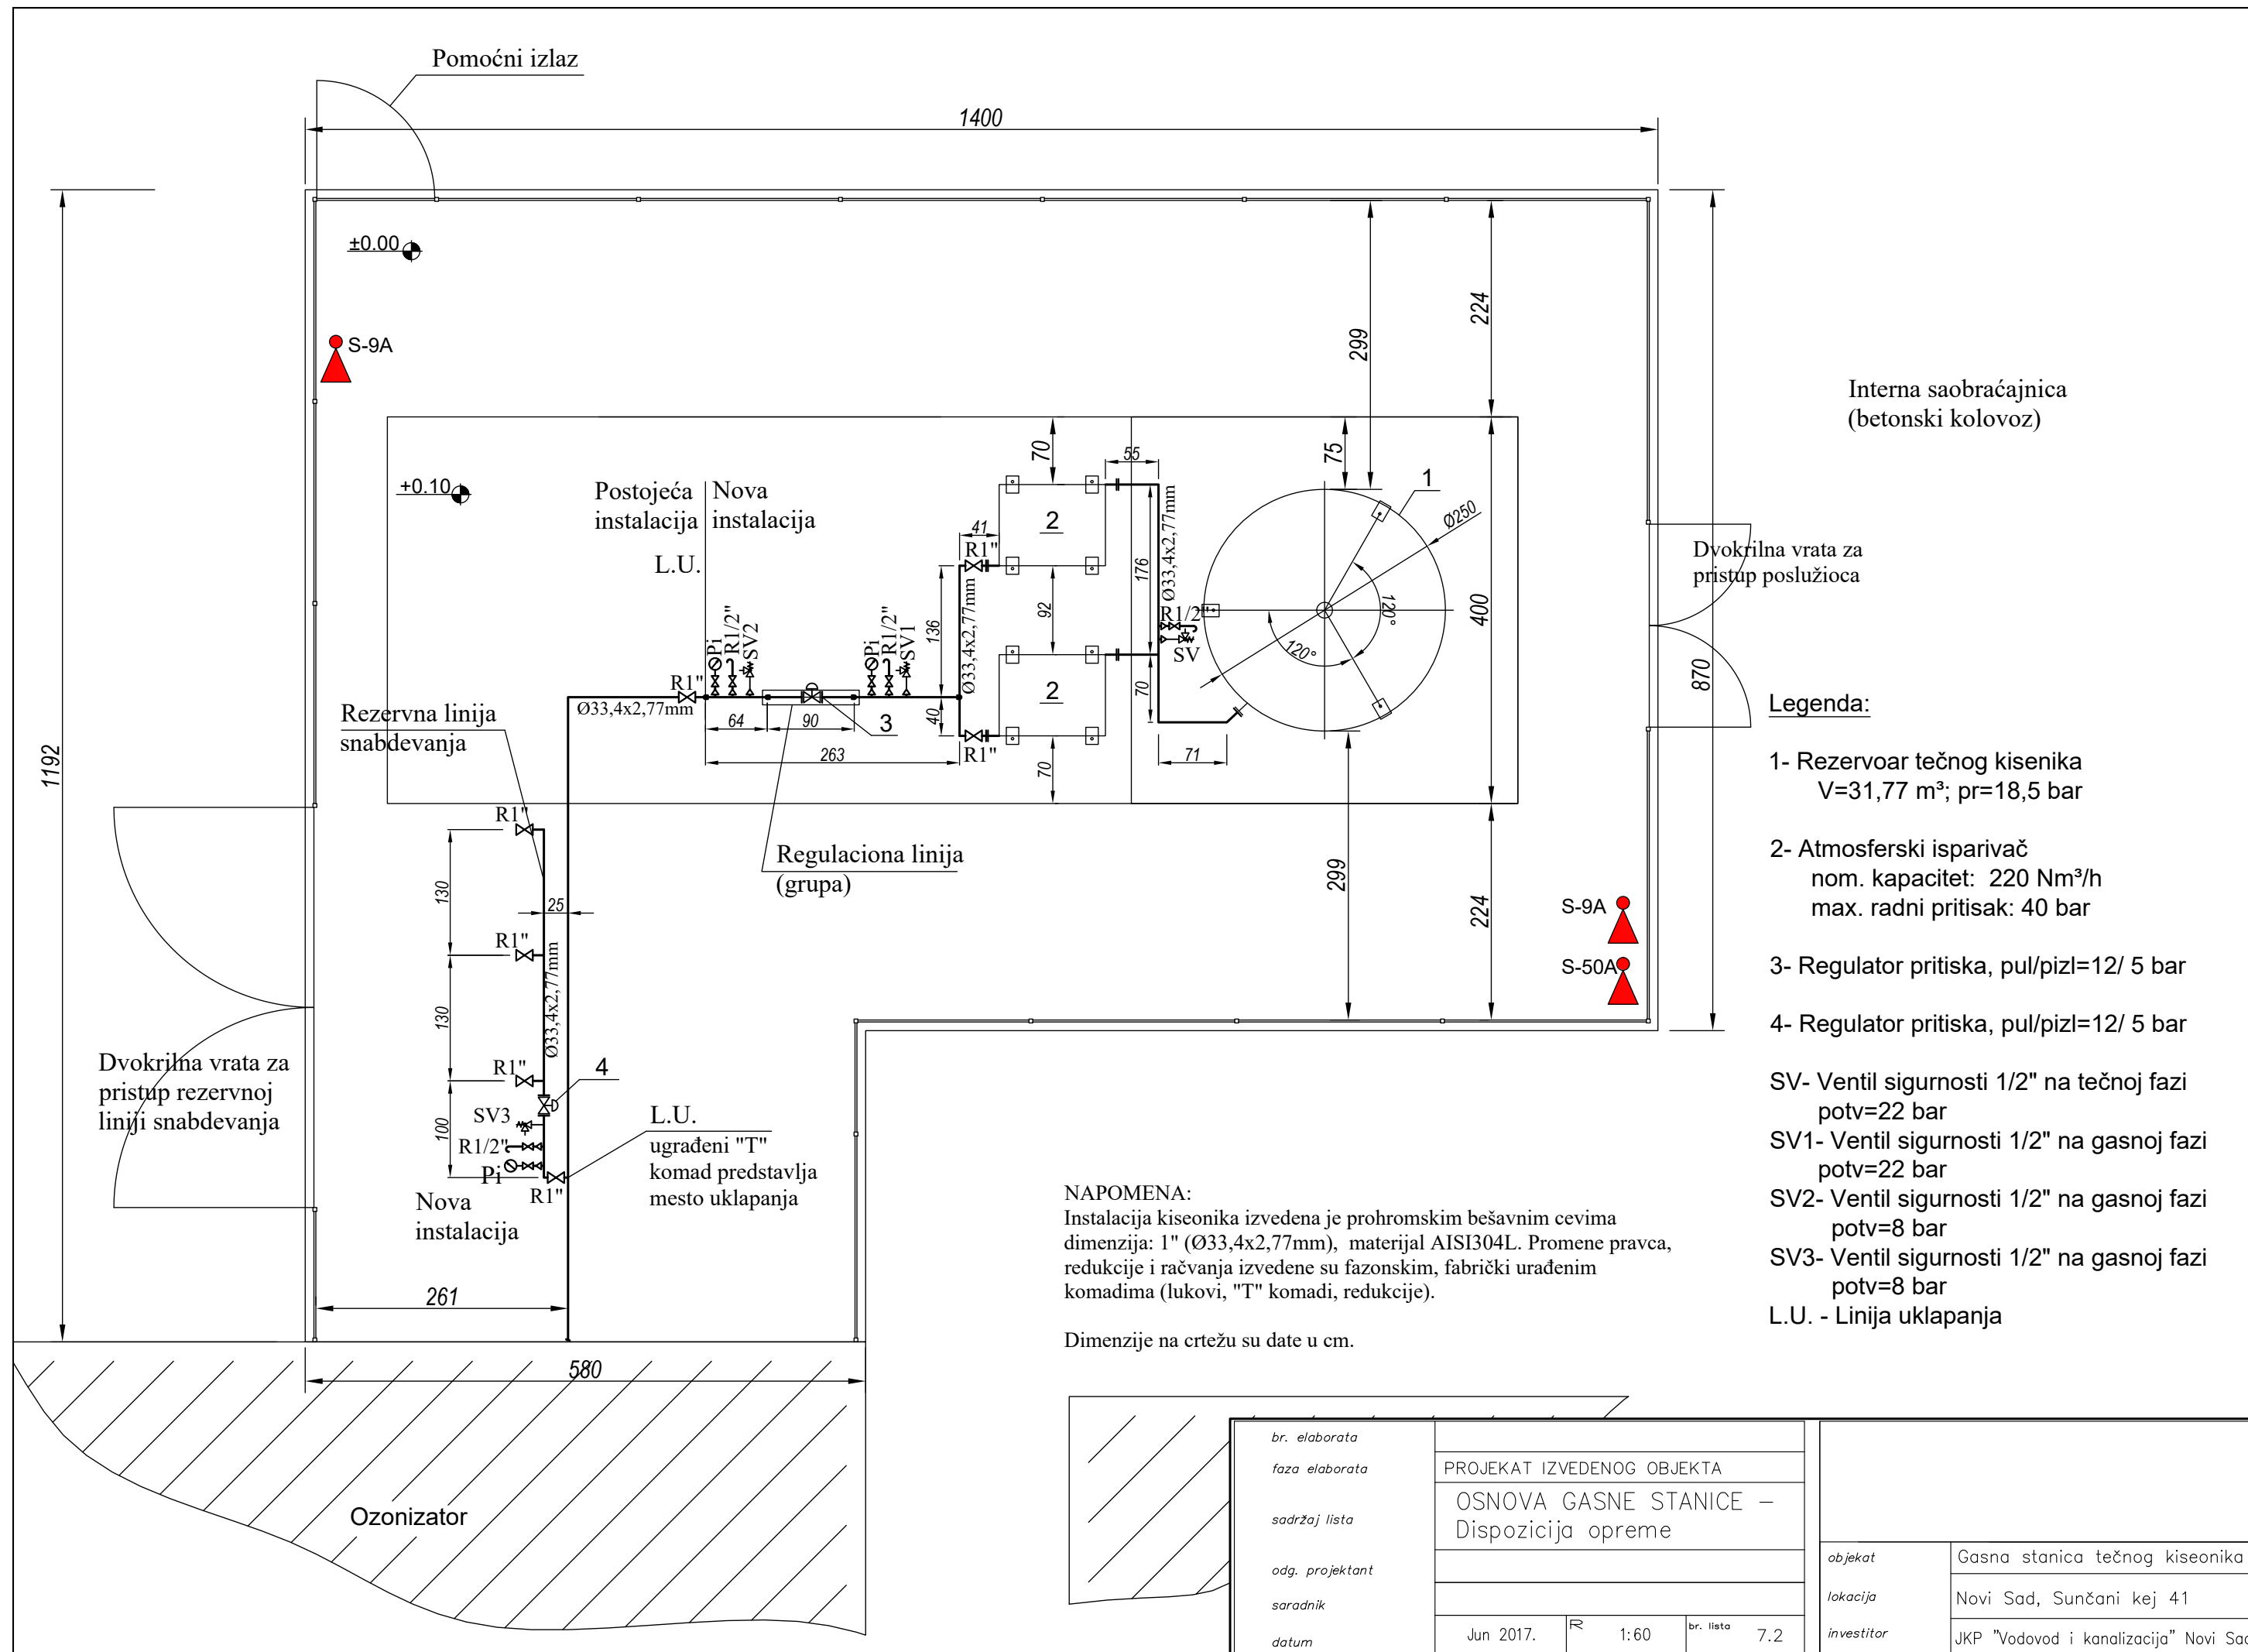 Pomoćni izlaz
1400
±0.00
S-9A
299
224
Interna saobraćajnica
(betonski kolovoz)
70
55
75
1
Ø250
+0.10
Postojeća
instalacija
Nova
instalacija
L.U.
41
R1"
2
176
Ø33,4x2,77mm
Dvokrilna vrata za
pristup poslužioca
400
120°
120°
R1/2"
SV
136
Ø33,4x2,77mm
92
Pi
R1/2"
SV2
Pi
R1/2"
SV1
R1"
Ø33,4x2,77mm
64
90
3
263
40
R1"
2
70
70
71
870
1192
Rezervna linija
snabdevanja
Regulaciona linija
(grupa)
R1"
130
25
R1"
130
Ø33,4x2,77mm
R1"
4
100
SV3
R1/2"
Pi
R1"
L.U.
ugrađeni "T"
komad predstavlja
mesto uklapanja
Nova
instalacija
Dvokrilna vrata za
pristup rezervnoj
liniji snabdevanja
261
580
Ozonizator
299
224
S-9A
S-50A
Legenda:
1- Rezervoar tečnog kisenika
V=31,77 m³; pr=18,5 bar
2- Atmosferski isparivač
nom. kapacitet: 220 Nm³/h
max. radni pritisak: 40 bar
3- Regulator pritiska, pul/pizl=12/ 5 bar
4- Regulator pritiska, pul/pizl=12/ 5 bar
SV- Ventil sigurnosti 1/2" na tečnoj fazi
potv=22 bar
SV1- Ventil sigurnosti 1/2" na gasnoj fazi
potv=22 bar
SV2- Ventil sigurnosti 1/2" na gasnoj fazi
potv=8 bar
SV3- Ventil sigurnosti 1/2" na gasnoj fazi
potv=8 bar
L.U. - Linija uklapanja
NAPOMENA:
Instalacija kiseonika izvedena je prohromskim bešavnim cevima
dimenzija: 1" (Ø33,4x2,77mm), materijal AISI304L. Promene pravca,
redukcije i račvanja izvedene su fazonskim, fabrički urađenim
komadima (lukovi, "T" komadi, redukcije).
Dimenzije na crtežu su date u cm.
br. elaborata
faza elaborata
PROJEKAT IZVEDENOG OBJEKTA
sadržaj lista
OSNOVA GASNE STANICE –
Dispozicija opreme
odg. projektant
saradnik
datum
Jun 2017.
R
1:60
br. lista
7.2
objekat
Gasna stanica tečnog kiseonika
lokacija
Novi Sad, Sunčani kej 41
investitor
JKP "Vodovod i kanalizacija" Novi Sad